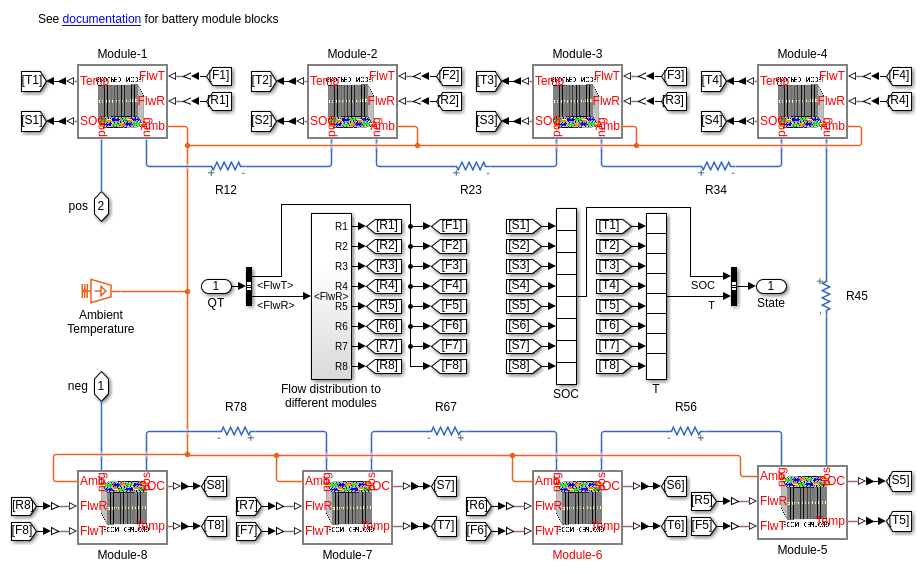 See documentation for battery module blocks
Module-1 Module-2 Module-3 Module-4
[T1] Temp FlwT [F1] [T2] Temp FlwT [F2] [T3] Temp FlwT [F3] [T4] Temp FlwT [F4]
FlwR [R1] FlwR [R2] FlwR [R3] FlwR [R4]
[S1] SOC Amb [S2] SOC Amb [S3] SOC Amb [S4] SOC Amb
+ - + - + -
R12 R23 R34
pos 2
R1 [R1] [F1] [S1] [T1]
R2 [R2] [F2] [S2] [T2]
R3 [R3] [F3] [S3] [T3]
1 <FlwT> R4 [R4] [F4] [S4] [T4] SOC 1
QT <FlwR> <FlwR> R5 [R5] [F5] [S5] [T5] T State
R6 [R6] [F6] [S6] [T6]
R7 [R7] [F7] [S7] [T7]
R8 [R8] [F8] [S8] [T8]
+
R45
-
Ambient
Temperature
neg 1
Flow distribution to
different modules
SOC T
R78 R67 R56
- + - + - +
Amb SOC [S8] Amb SOC [S7] Amb SOC [S6] Amb SOC [S5]
[R8] FlwR [R7] FlwR [R6] FlwR [R5] FlwR
[F8] FlwT Temp [T8] [F7] FlwT Temp [T7] [F6] FlwT Temp [T6] [F5] FlwT Temp [T5]
Module-8 Module-7 Module-6 Module-5